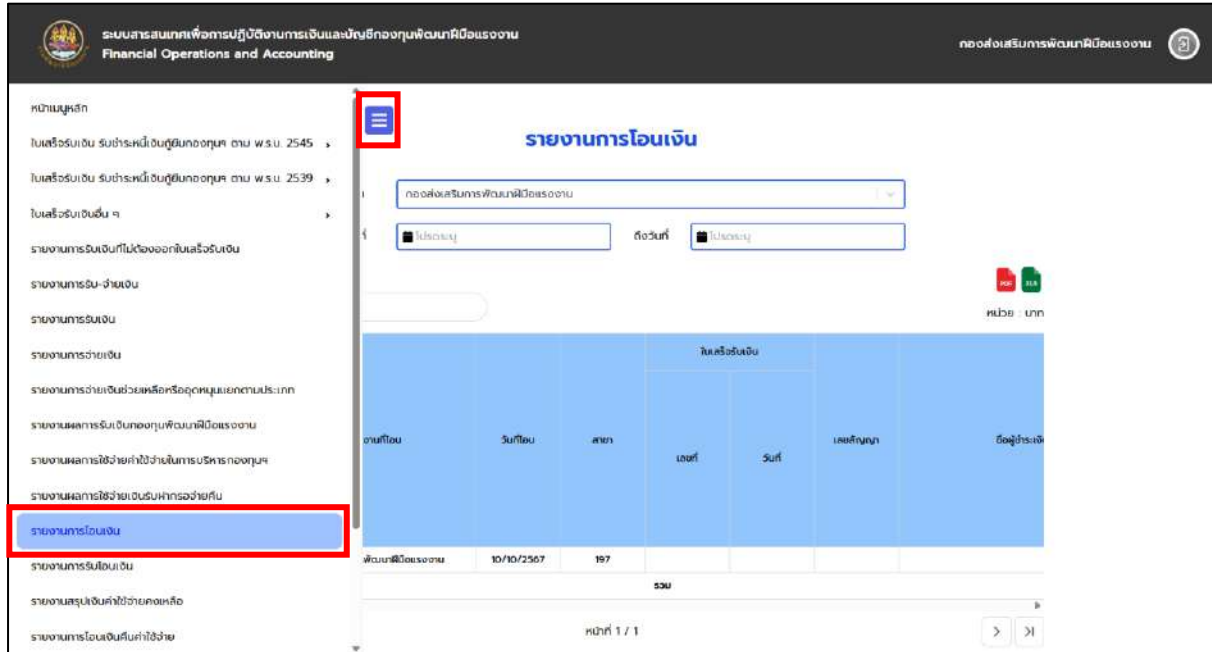 ระบบสารสนเทศเพื่อการปฏิบัติงานการเงินและบัญชีกองทุนพัฒนาฝีมือแรงงาน
Financial Operations and Accounting
กองส่งเสริมการพัฒนาฝีมือแรงงาน
หน้าเมนูหลัก
ใบเสร็จรับเงิน รับชำระหนี้เงินกู้ยืมกองทุนฯ ตาม พ.ร.บ. 2545
ใบเสร็จรับเงิน รับชำระหนี้เงินกู้ยืมกองทุนฯ ตาม พ.ร.บ. 2539
ใบเสร็จรับเงินอื่น ๆ
รายงานการรับเงินที่ไม่ต้องออกใบเสร็จรับเงิน
รายงานการรับ-จ่ายเงิน
รายงานการรับเงิน
รายงานการจ่ายเงิน
รายงานการจ่ายเงินช่วยเหลือหรืออุดหนุนแยกตามประเภท
รายงานผลการรับเงินกองทุนพัฒนาฝีมือแรงงาน
รายงานผลการใช้จ่ายค่าใช้จ่ายในการบริหารกองทุนฯ
รายงานผลการใช้จ่ายเงินรับฝากรอจ่ายคืน
รายงานการโอนเงิน
รายงานการรับโอนเงิน
รายงานสรุปเงินค่าใช้จ่ายคงเหลือ
รายงานการโอนเงินคืนค่าใช้จ่าย
รายงานการโอนเงิน
กองส่งเสริมการพัฒนาฝีมือแรงงาน
โปรดระบุ ถึงวันที่ โปรดระบุ
PDF XLS
หน่วย : บาท
ใบเสร็จรับเงิน
งานที่โอน วันที่โอน สาขา เลขที่ วันที่ เลขสัญญา ชื่อผู้ชำระเงิ
พัฒนาฝีมือแรงงาน 10/10/2567 197
รวม
หน้าที่ 1 / 1